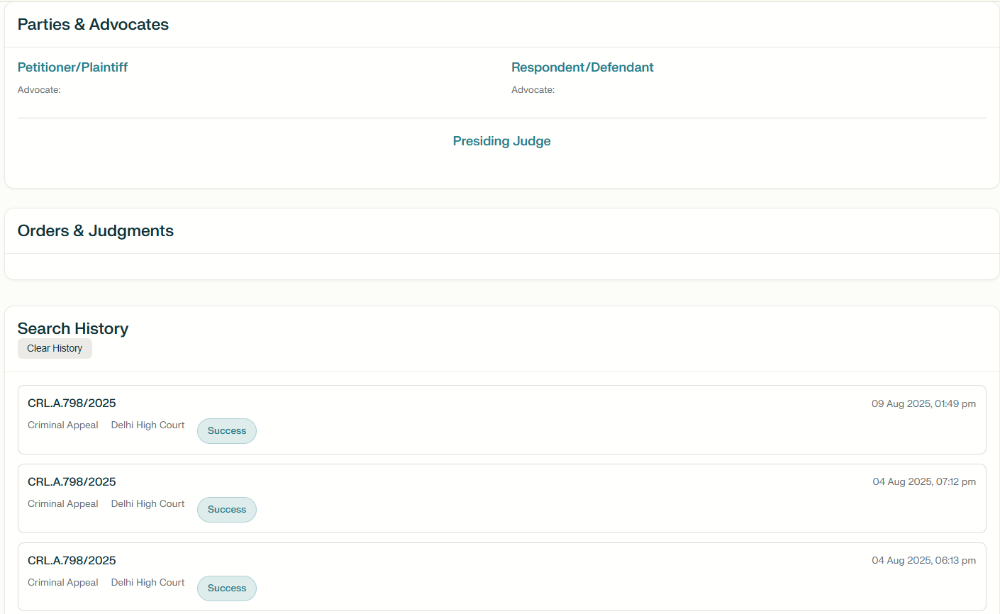 Parties & Advocates
Petitioner/Plaintiff
Advocate:
Respondent/Defendant
Advocate:
Presiding Judge
Orders & Judgments
Search History
Clear History
CRL.A.798/2025
09 Aug 2025, 01:49 pm
Criminal Appeal Delhi High Court Success
CRL.A.798/2025
04 Aug 2025, 07:12 pm
Criminal Appeal Delhi High Court Success
CRL.A.798/2025
04 Aug 2025, 06:13 pm
Criminal Appeal Delhi High Court Success